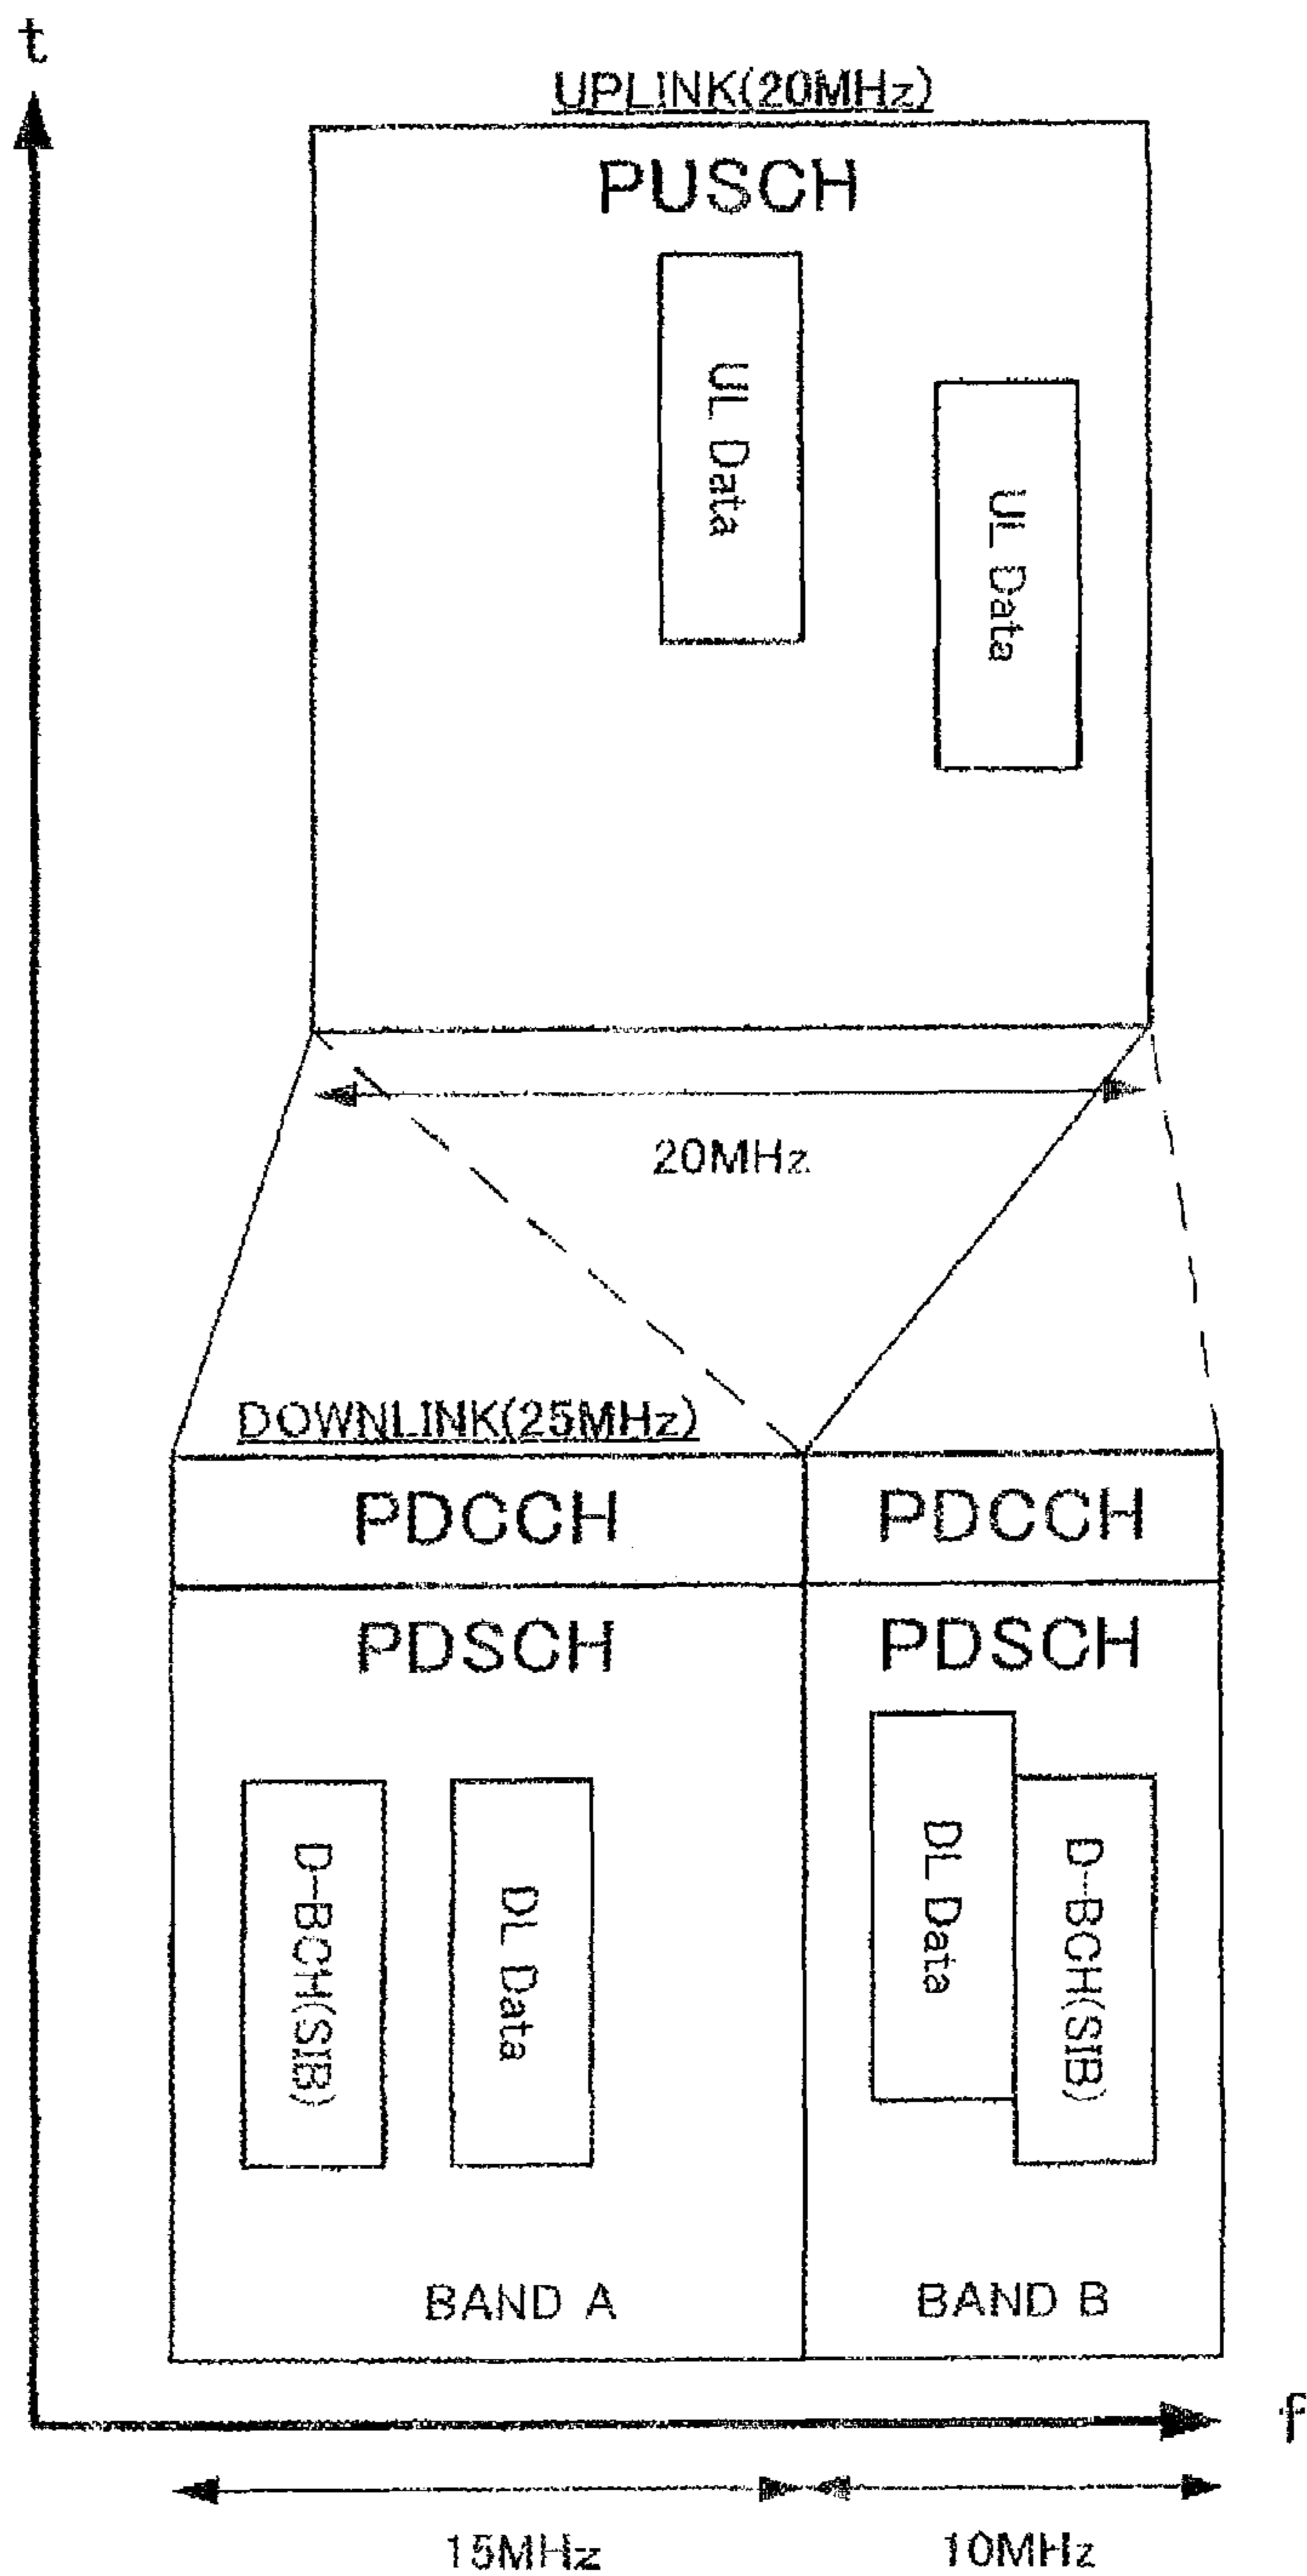 t
UPLINK(20MHz)
PUSCH
UL Data
UL Data
20MHz
DOWNLINK(25MHz)
PDCCH
PDCCH
PDSCH
PDSCH
D-BCH(SIB)
DL Data
DL Data
D-BCH(SIB)
BAND A
BAND B
f
15MHz
10MHz